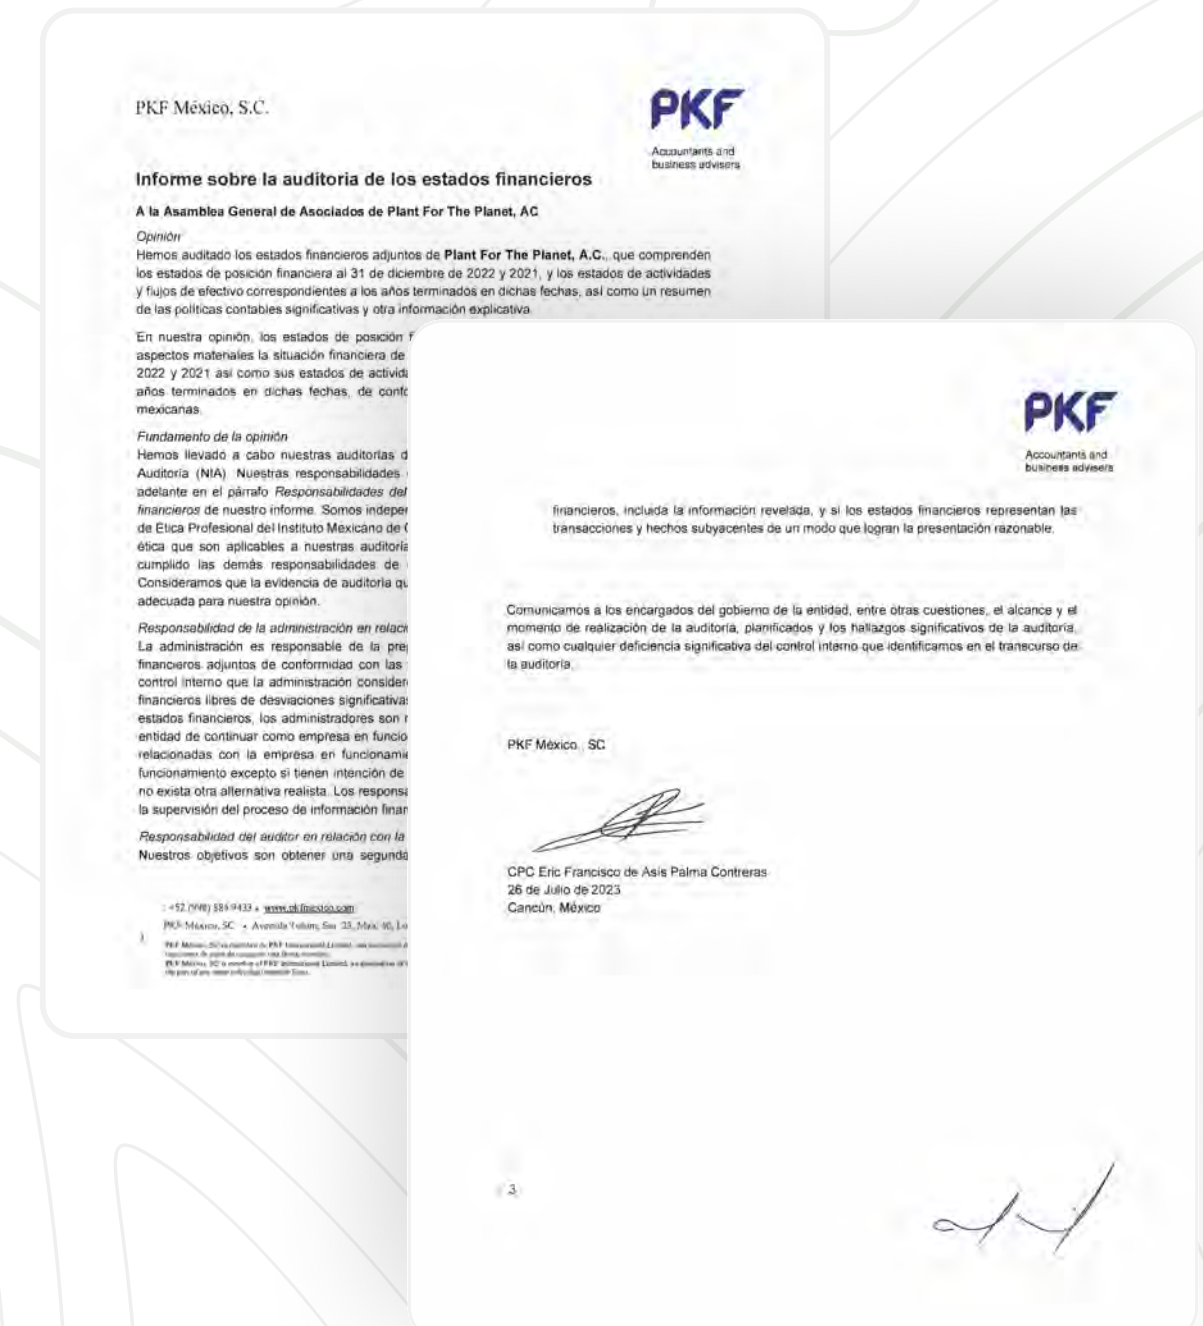 PKF México, S.C.
PKF
Accountants and
business advisers
Informe sobre la auditoria de los estados financieros
A la Asamblea General de Asociados de Plant For The Planet, AC
Opinión
Hemos auditado los estados financieros adjuntos de Plant For The Planet, A.C., que comprenden
los estados de posición financiera al 31 de diciembre de 2022 y 2021, y los estados de actividades
y flujos de efectivo correspondientes a los años terminados en dichas fechas, así como un resumen
de las políticas contables significativas y otra información explicativa.
En nuestra opinión, los estados de posición f
aspectos materiales la situación financiera de
2022 y 2021 así como sus estados de activida
años terminados en dichas fechas, de confo
mexicanas.
Fundamento de la opinión
Hemos llevado a cabo nuestras auditorías d
Auditoría (NIA). Nuestras responsabilidades
adelante en el párrafo Responsabilidades del
financieros de nuestro informe. Somos indeper
de Ética Profesional del Instituto Mexicano de C
ética que son aplicables a nuestras auditoría
cumplido las demás responsabilidades de
Consideramos que la evidencia de auditoría qu
adecuada para nuestra opinión.
Responsabilidad de la administración en relació
La administración es responsable de la prep
financieros adjuntos de conformidad con las
control interno que la administración consider
financieros libres de desviaciones significativas
estados financieros, los administradores son r
entidad de continuar como empresa en funcio
relacionadas con la empresa en funcionamie
funcionamiento excepto si tienen intención de
no exista otra alternativa realista. Los responsa
la supervisión del proceso de información finan
Responsabilidad del auditor en relación con la
Nuestros objetivos son obtener una segunda
www.pkfmexico.com
PKF México, SC • Avenida
PKF
Accountants and
business advisers
financieros, incluida la información revelada, y si los estados financieros representan las
transacciones y hechos subyacentes de un modo que logran la presentación razonable.
Comunicamos a los encargados del gobierno de la entidad, entre otras cuestiones, el alcance y el
momento de realización de la auditoría, planificados y los hallazgos significativos de la auditoría,
así como cualquier deficiencia significativa del control interno que identificamos en el transcurso de
la auditoría.
PKF México, SC
CPC Eric Francisco de Asís Palma Contreras
26 de Julio de 2023
Cancún, México
3